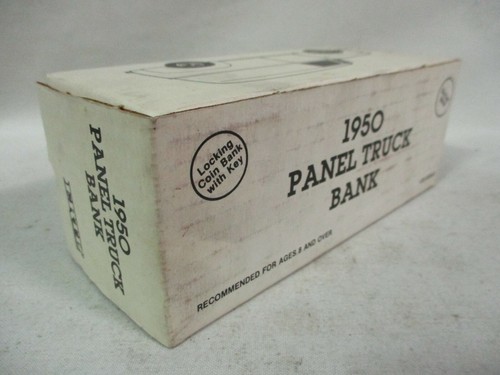 1950
PANEL TRUCK
BANK
Locking
Coin Bank
with Key
1950
PANEL TRUCK
BANK
RECOMMENDED FOR AGES 8 AND OVER